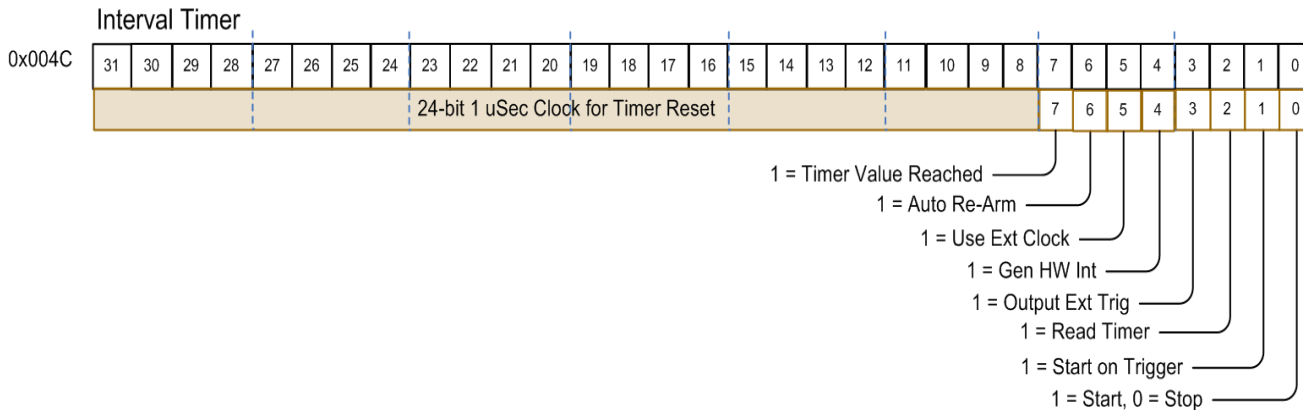 Interval Timer
0x004C 31 30 29 28 27 26 25 24 23 22 21 20 19 18 17 16 15 14 13 12 11 10 9 8 7 6 5 4 3 2 1 0
24-bit 1 uSec Clock for Timer Reset 7 6 5 4 3 2 1 0
1 = Timer Value Reached
1 = Auto Re-Arm
1 = Use Ext Clock
1 = Gen HW Int
1 = Output Ext Trig
1 = Read Timer
1 = Start on Trigger
1 = Start, 0 = Stop